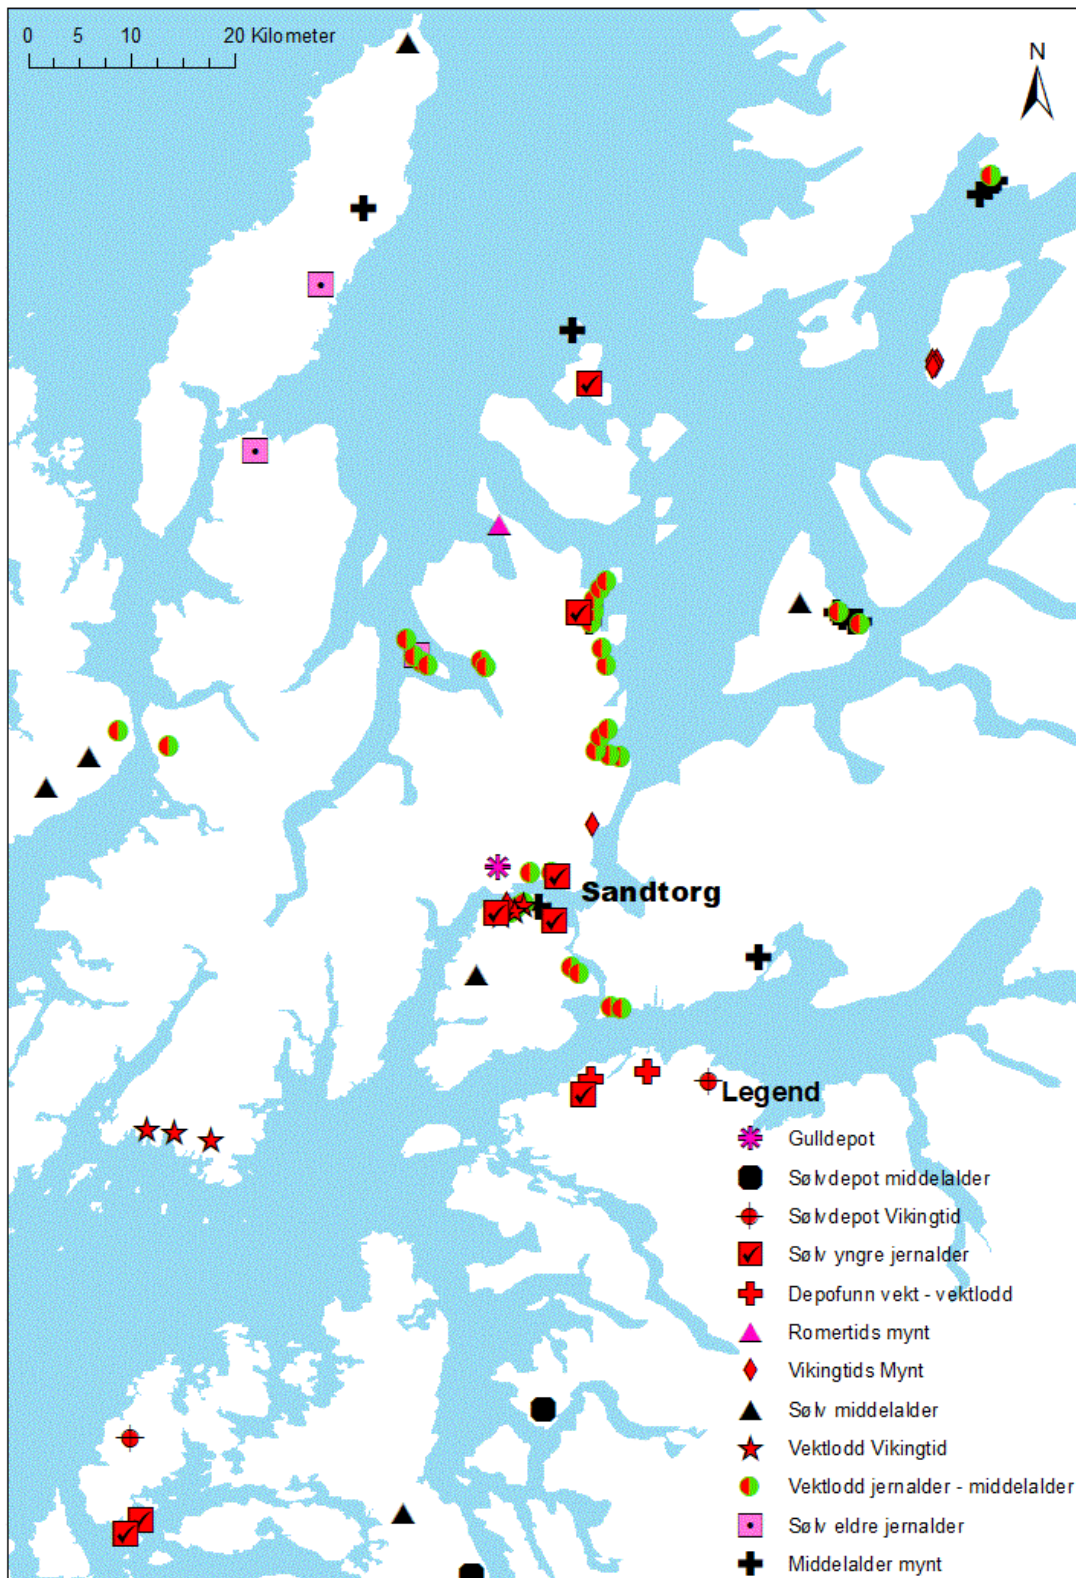 0 5 10 20 Kilometer
N
Sandtorg
Legend
Gulldepot
Sølvdepot middelalder
Sølvdepot Vikingtid
Sølv yngre jernalder
Depofunn vekt - vektlodd
Romertids mynt
Vikingtids Mynt
Sølv middelalder
Vektlodd Vikingtid
Vektlodd jernalder - middelalder
Sølv eldre jernalder
Middelalder mynt